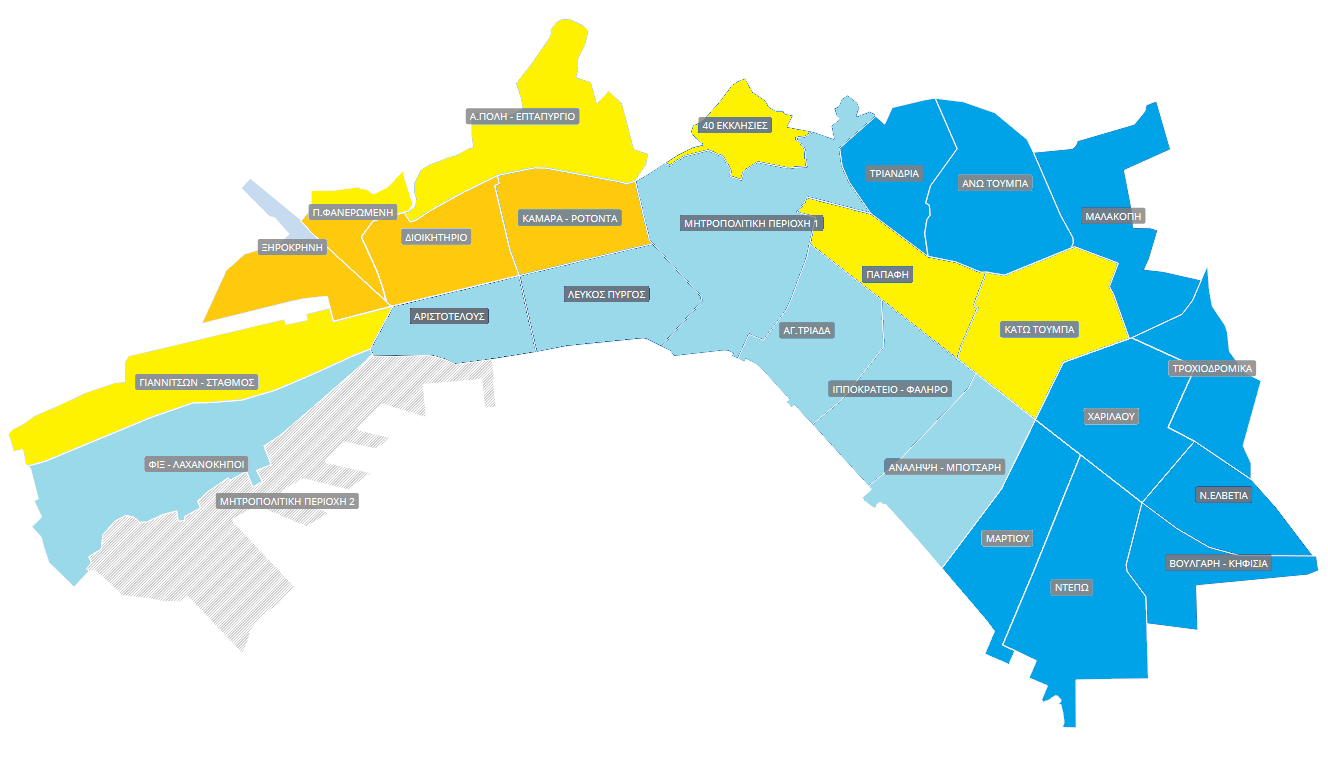 Α.ΠΟΛΗ - ΕΠΤΑΠΥΡΓΙΟ
40 ΕΚΚΛΗΣΙΕΣ
ΤΡΙΑΝΔΡΙΑ
ΑΝΩ ΤΟΥΜΠΑ
Π.ΦΑΝΕΡΩΜΕΝΗ
ΚΑΜΑΡΑ - ΡΟΤΟΝΤΑ
ΜΗΤΡΟΠΟΛΙΤΙΚΗ ΠΕΡΙΟΧΗ 1
ΜΑΛΑΚΟΠΗ
ΞΗΡΟΚΡΗΝΗ
ΔΙΟΙΚΗΤΗΡΙΟ
ΠΑΠΑΦΗ
ΛΕΥΚΟΣ ΠΥΡΓΟΣ
ΑΡΙΣΤΟΤΕΛΟΥΣ
ΑΓ.ΤΡΙΑΔΑ
ΚΑΤΩ ΤΟΥΜΠΑ
ΤΡΟΧΙΟΔΡΟΜΙΚΑ
ΓΙΑΝΝΙΤΣΩΝ - ΣΤΑΘΜΟΣ
ΙΠΠΟΚΡΑΤΕΙΟ - ΦΑΛΗΡΟ
ΧΑΡΙΛΑΟΥ
ΦΙΞ - ΛΑΧΑΝΟΚΗΠΟΙ
ΑΝΑΛΗΨΗ - ΜΠΟΤΣΑΡΗ
Ν.ΕΛΒΕΤΙΑ
ΜΗΤΡΟΠΟΛΙΤΙΚΗ ΠΕΡΙΟΧΗ 2
ΜΑΡΤΙΟΥ
ΒΟΥΛΓΑΡΗ - ΚΗΦΙΣΙΑ
ΝΤΕΠΩ